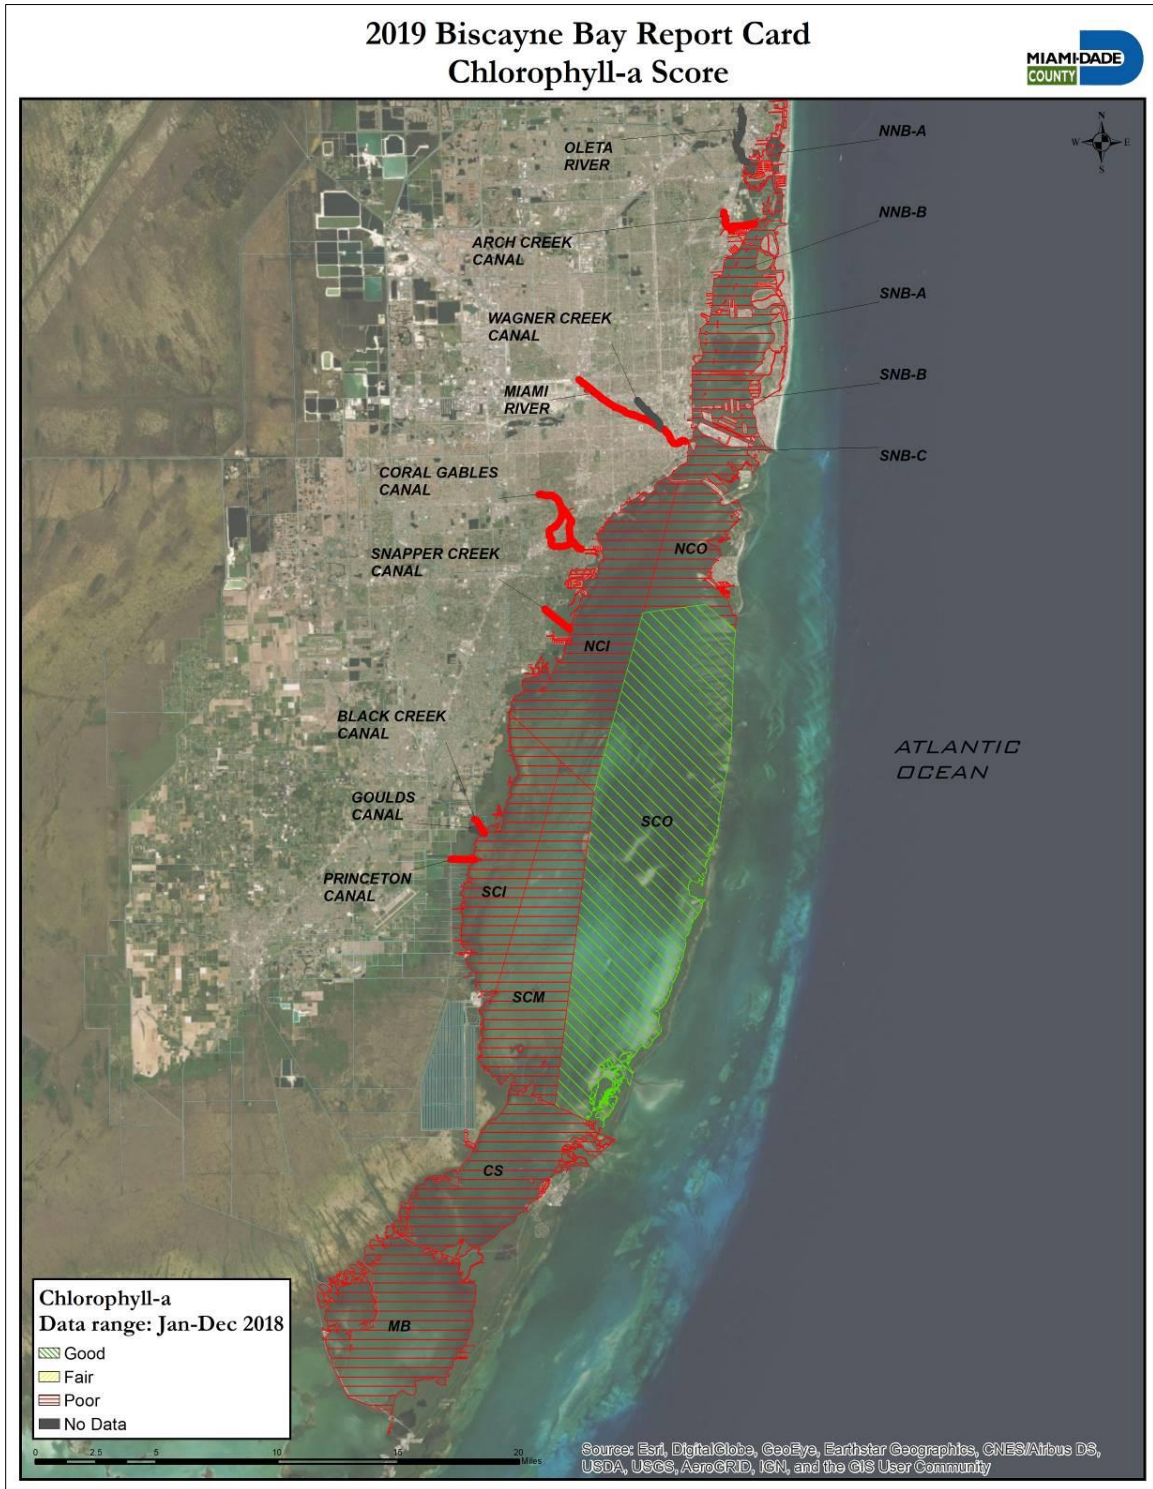 2019 Biscayne Bay Report Card
Chlorophyll-a Score
MIAMI-DADE
COUNTY
N
W
E
S
OLETA
RIVER
NNB-A
NNB-B
ARCH CREEK
CANAL
SNB-A
WAGNER CREEK
CANAL
SNB-B
MIAMI
RIVER
SNB-C
CORAL GABLES
CANAL
NCO
SNAPPER CREEK
CANAL
NCI
BLACK CREEK
CANAL
ATLANTIC
OCEAN
GOULDS
CANAL
SCO
PRINCETON
CANAL
SCI
SCM
CS
MB
Chlorophyll-a
Data range: Jan-Dec 2018
Good
Fair
Poor
No Data
0 2.5 5 10 15 20
Miles
Source: Esri, DigitalGlobe, GeoEye, Earthstar Geographics, CNES/Airbus DS,
USDA, USGS, AeroGRID, IGN, and the GIS User Community